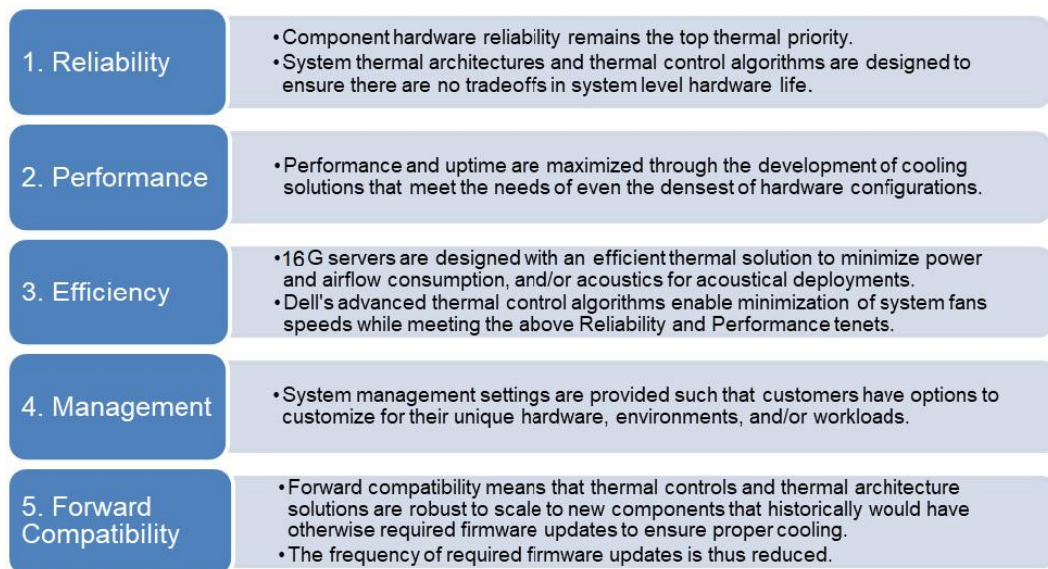 1. Reliability
•Component hardware reliability remains the top thermal priority.
•System thermal architectures and thermal control algorithms are designed to
ensure there are no tradeoffs in system level hardware life.
2. Performance
•Performance and uptime are maximized through the development of cooling
solutions that meet the needs of even the densest of hardware configurations.
3. Efficiency
•16G servers are designed with an efficient thermal solution to minimize power
and airflow consumption, and/or acoustics for acoustical deployments.
•Dell's advanced thermal control algorithms enable minimization of system fans
speeds while meeting the above Reliability and Performance tenets.
4. Management
•System management settings are provided such that customers have options to
customize for their unique hardware, environments, and/or workloads.
5. Forward
Compatibility
•Forward compatibility means that thermal controls and thermal architecture
solutions are robust to scale to new components that historically would have
otherwise required firmware updates to ensure proper cooling.
•The frequency of required firmware updates is thus reduced.